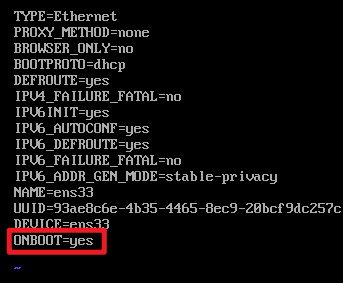 TYPE=Ethernet
PROXY_METHOD=none
BROWSER_ONLY=no
BOOTPROTO=dhcp
DEFROUTE=yes
IPV4_FAILURE_FATAL=no
IPV6INIT=yes
IPV6_AUTOCONF=yes
IPV6_DEFROUTE=yes
IPV6_FAILURE_FATAL=no
IPV6_ADDR_GEN_MODE=stable-privacy
NAME=ens33
UUID=93ae8c6e-4b35-4465-8ec9-20bcf9dc257c
DEVICE=ens33
ONBOOT=yes
~